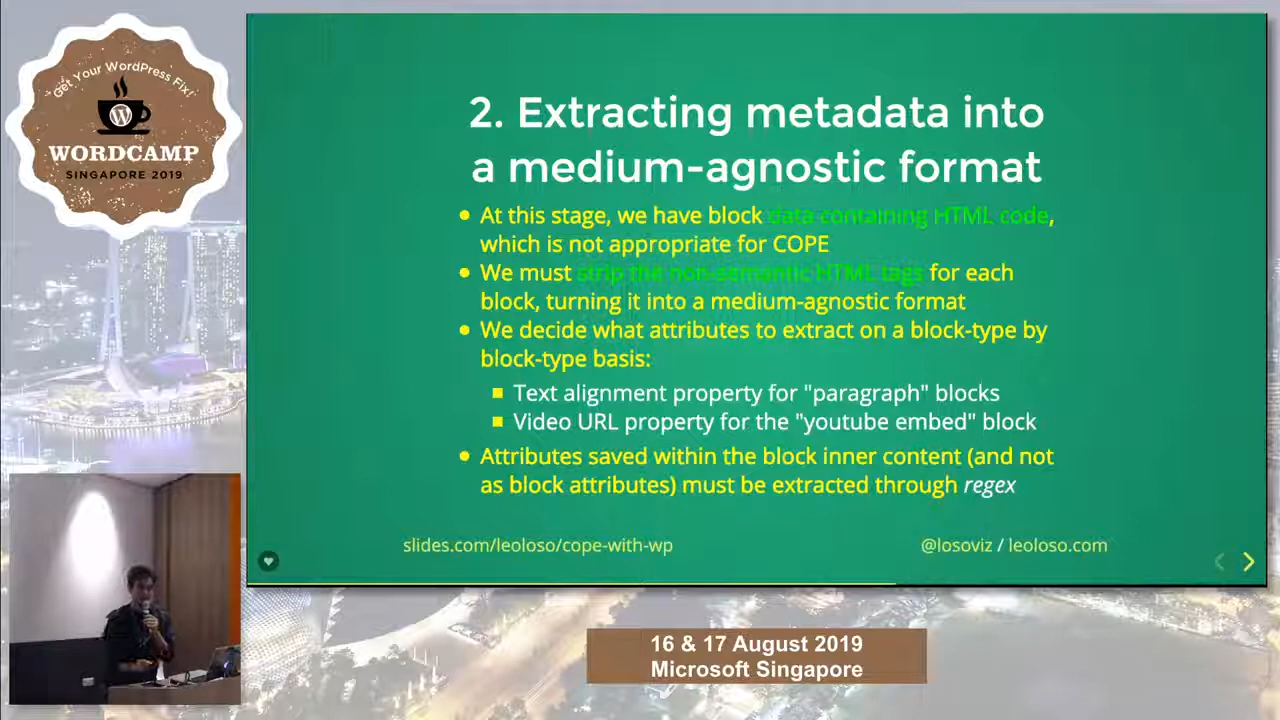 Get Your WordPress Fix!
WORDCAMP
SINGAPORE 2019
2. Extracting metadata into
a medium-agnostic format
At this stage, we have block data containing HTML code,
which is not appropriate for COPE
We must strip the non-semantic HTML tags for each
block, turning it into a medium-agnostic format
We decide what attributes to extract on a block-type by
block-type basis:
Text alignment property for "paragraph" blocks
Video URL property for the "youtube embed" block
Attributes saved within the block inner content (and not
as block attributes) must be extracted through regex
slides.com/leoloso/cope-with-wp
@losoviz / leoloso.com
16 & 17 August 2019
Microsoft Singapore